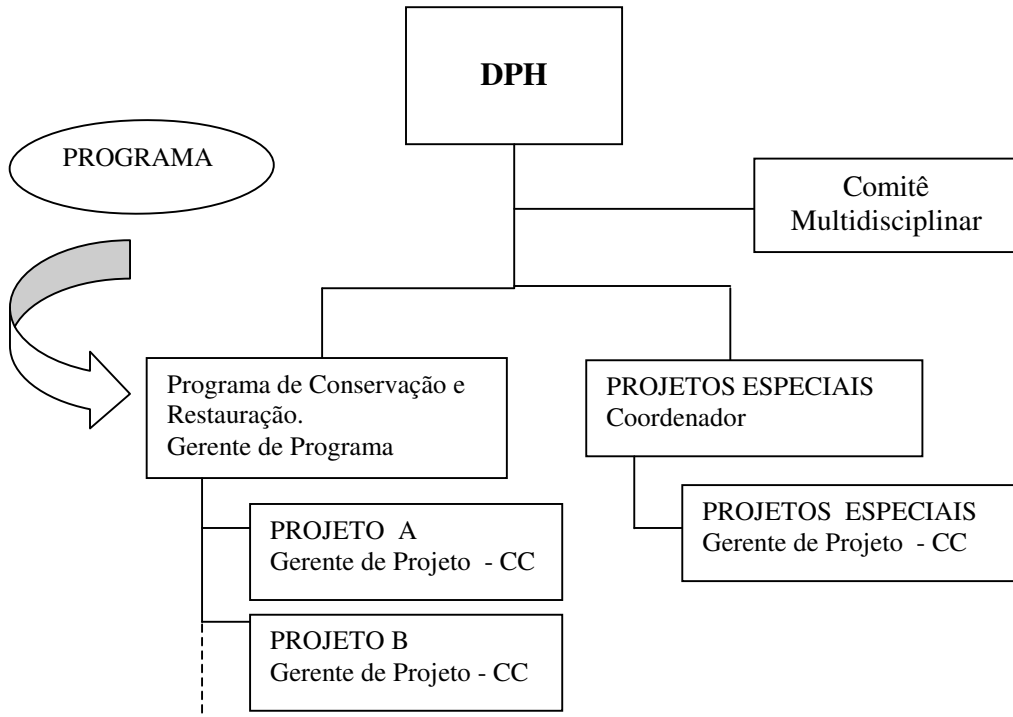 DPH
PROGRAMA
Comitê
Multidisciplinar
Programa de Conservação e
Restauração.
Gerente de Programa
PROJETOS ESPECIAIS
Coordenador
PROJETO A
Gerente de Projeto - CC
PROJETOS ESPECIAIS
Gerente de Projeto - CC
PROJETO B
Gerente de Projeto - CC